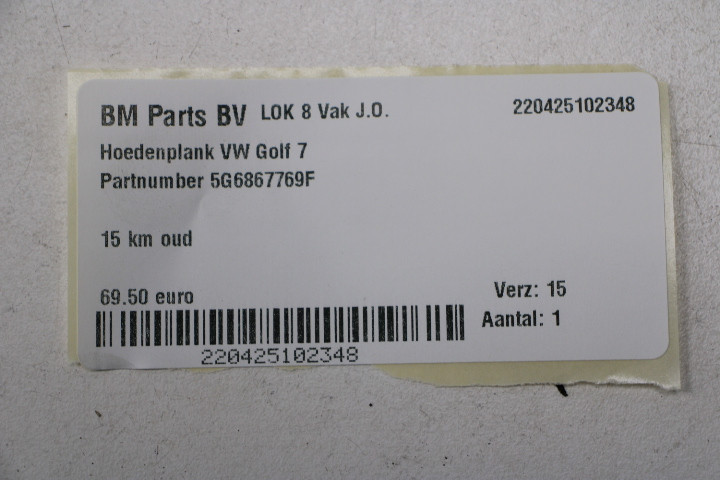 BM Parts BV LOK 8 Vak J.O. 220425102348
Hoedenplank VW Golf 7
Partnumber 5G6867769F
15 km oud
69.50 euro
Verz: 15
Aantal: 1
220425102348